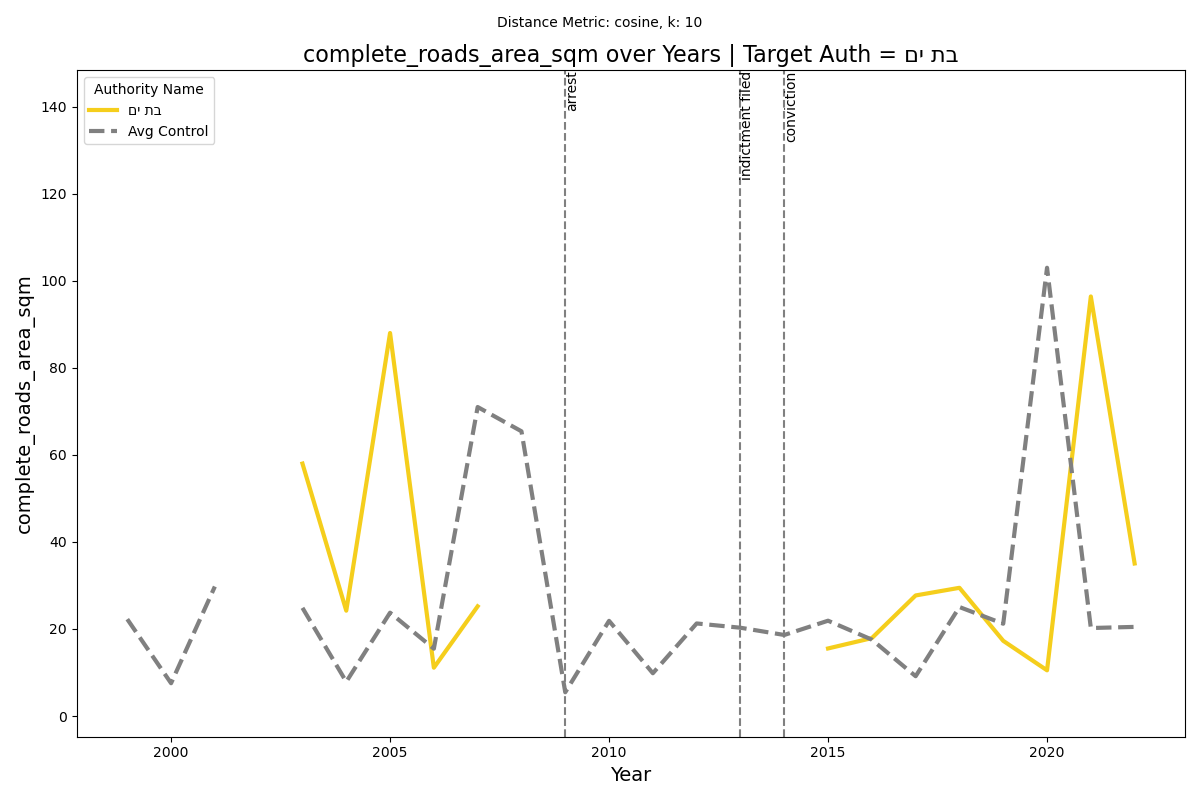 Distance Metric: cosine, k: 10
complete_roads_area_sqm over Years | Target Auth = בת ים
Authority Name
בת ים
Avg Control
arrest
indictment filed
conviction
complete_roads_area_sqm
140
120
100
80
60
40
20
0
2000 2005 2010 2015 2020
Year